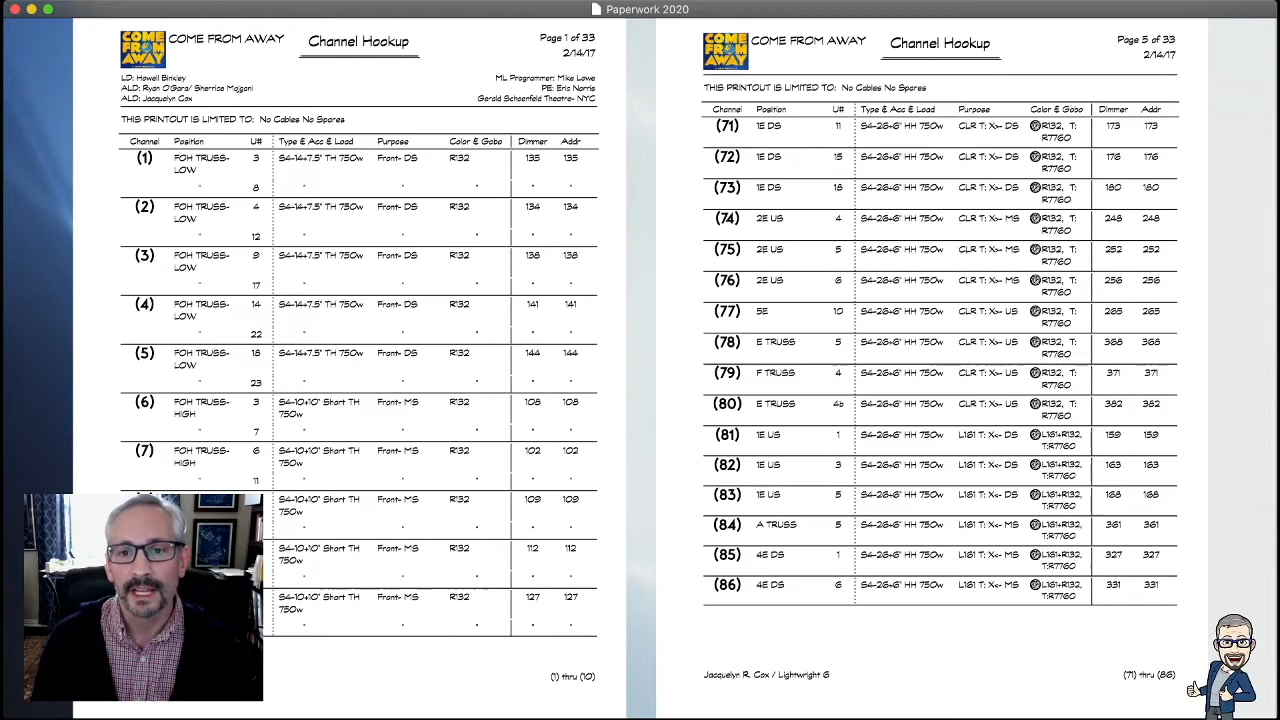 Paperwork 2020
COME FROM AWAY
COME FROM AWAY
Channel Hookup
Page 1 of 33
2/14/17
LD: Howell Binkley
ALD: Ryan O'Gara/ Sherrice Mojgani
ALD: Jacquelyn Cox
ML Programmer: Mike Lowe
PE: Eric Norris
Gerald Schoenfeld Theatre- NYC
THIS PRINTOUT IS LIMITED TO: No Cables No Spares
Channel Position U# Type & Acc & Load Purpose Color & Gobo Dimmer Addr
(1) FOH TRUSS- 3 S4-14+7.5" TH 750w Front- DS R132 135 135
LOW
" 8 " " " " "
(2) FOH TRUSS- 4 S4-14+7.5" TH 750w Front- DS R132 134 134
LOW
" 12 " " " " "
(3) FOH TRUSS- 9 S4-14+7.5" TH 750w Front- DS R132 138 138
LOW
" 17 " " " " "
(4) FOH TRUSS- 14 S4-14+7.5" TH 750w Front- DS R132 141 141
LOW
" 22 " " " " "
(5) FOH TRUSS- 18 S4-14+7.5" TH 750w Front- DS R132 144 144
LOW
" 23 " " " " "
(6) FOH TRUSS- 3 S4-10+10" Short TH Front- MS R132 108 108
HIGH 750w
" 7 " " " " "
(7) FOH TRUSS- 6 S4-10+10" Short TH Front- MS R132 102 102
HIGH 750w
" 11 " " " " "
S4-10+10" Short TH Front- MS R132 109 109
750w
" " " " "
S4-10+10" Short TH Front- MS R132 112 112
750w
" " " " "
S4-10+10" Short TH Front- MS R132 127 127
750w
" " " " "
(1) thru (10)
COME FROM AWAY
COME FROM AWAY
Channel Hookup
Page 5 of 33
2/14/17
THIS PRINTOUT IS LIMITED TO: No Cables No Spares
Channel Position U# Type & Acc & Load Purpose Color & Gobo Dimmer Addr
(71) 1E DS 11 S4-26+6" HH 750w CLR T: X>- DS R132, T: 173 173
R7760
(72) 1E DS 15 S4-26+6" HH 750w CLR T: X>- DS R132, T: 176 176
R7760
(73) 1E DS 18 S4-26+6" HH 750w CLR T: X>- DS R132, T: 180 180
R7760
(74) 2E US 4 S4-26+6" HH 750w CLR T: X>- MS R132, T: 248 248
R7760
(75) 2E US 5 S4-26+6" HH 750w CLR T: X>- MS R132, T: 252 252
R7760
(76) 2E US 6 S4-26+6" HH 750w CLR T: X>- MS R132, T: 256 256
R7760
(77) 5E 10 S4-26+6" HH 750w CLR T: X>- US R132, T: 265 265
R7760
(78) E TRUSS 5 S4-26+6" HH 750w CLR T: X>- US R132, T: 368 368
R7760
(79) F TRUSS 4 S4-26+6" HH 750w CLR T: X>- US R132, T: 371 371
R7760
(80) E TRUSS 4b S4-26+6" HH 750w CLR T: X>- US R132, T: 382 382
R7760
(81) 1E US 1 S4-26+6" HH 750w L161 T: X<- DS L161+R132, 159 159
T:R7760
(82) 1E US 3 S4-26+6" HH 750w L161 T: X<- DS L161+R132, 163 163
T:R7760
(83) 1E US 5 S4-26+6" HH 750w L161 T: X<- DS L161+R132, 168 168
T:R7760
(84) A TRUSS 5 S4-26+6" HH 750w L161 T: X<- MS L161+R132, 361 361
T:R7760
(85) 4E DS 1 S4-26+6" HH 750w L161 T: X<- MS L161+R132, 327 327
T:R7760
(86) 4E DS 6 S4-26+6" HH 750w L161 T: X<- MS L161+R132, 331 331
T:R7760
Jacquelyn R. Cox / Lightwright 6
(71) thru (86)